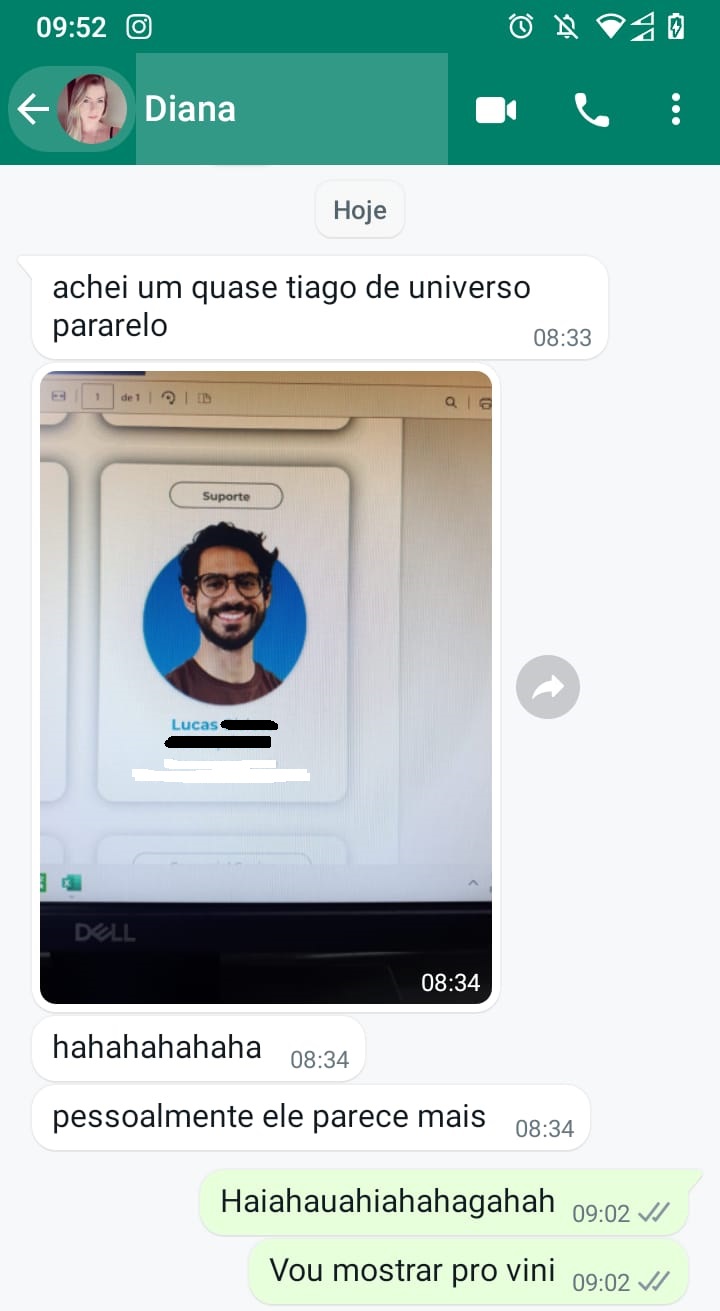 09:52
Diana
Hoje
achei um quase tiago de universo
pararelo
08:33
1 de 1
Suporte
Lucas
DELL
08:34
hahahahahaha 08:34
pessoalmente ele parece mais 08:34
Haiahauahiahahagahah 09:02
Vou mostrar pro vini 09:02